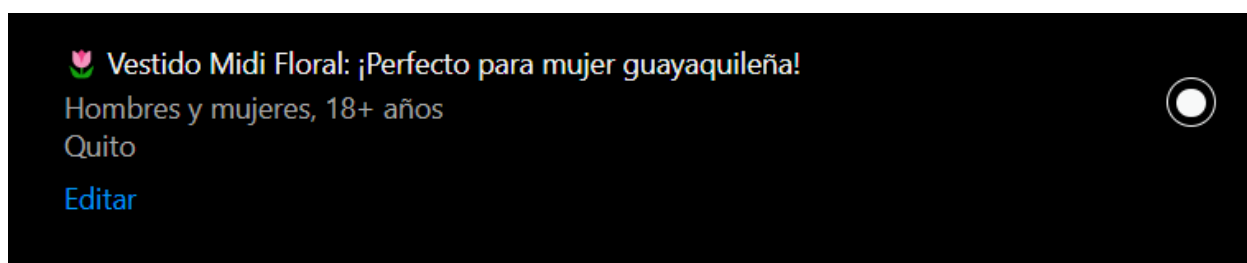 🌷 Vestido Midi Floral: ¡Perfecto para mujer guayaquileña!
Hombres y mujeres, 18+ años
Quito
Editar